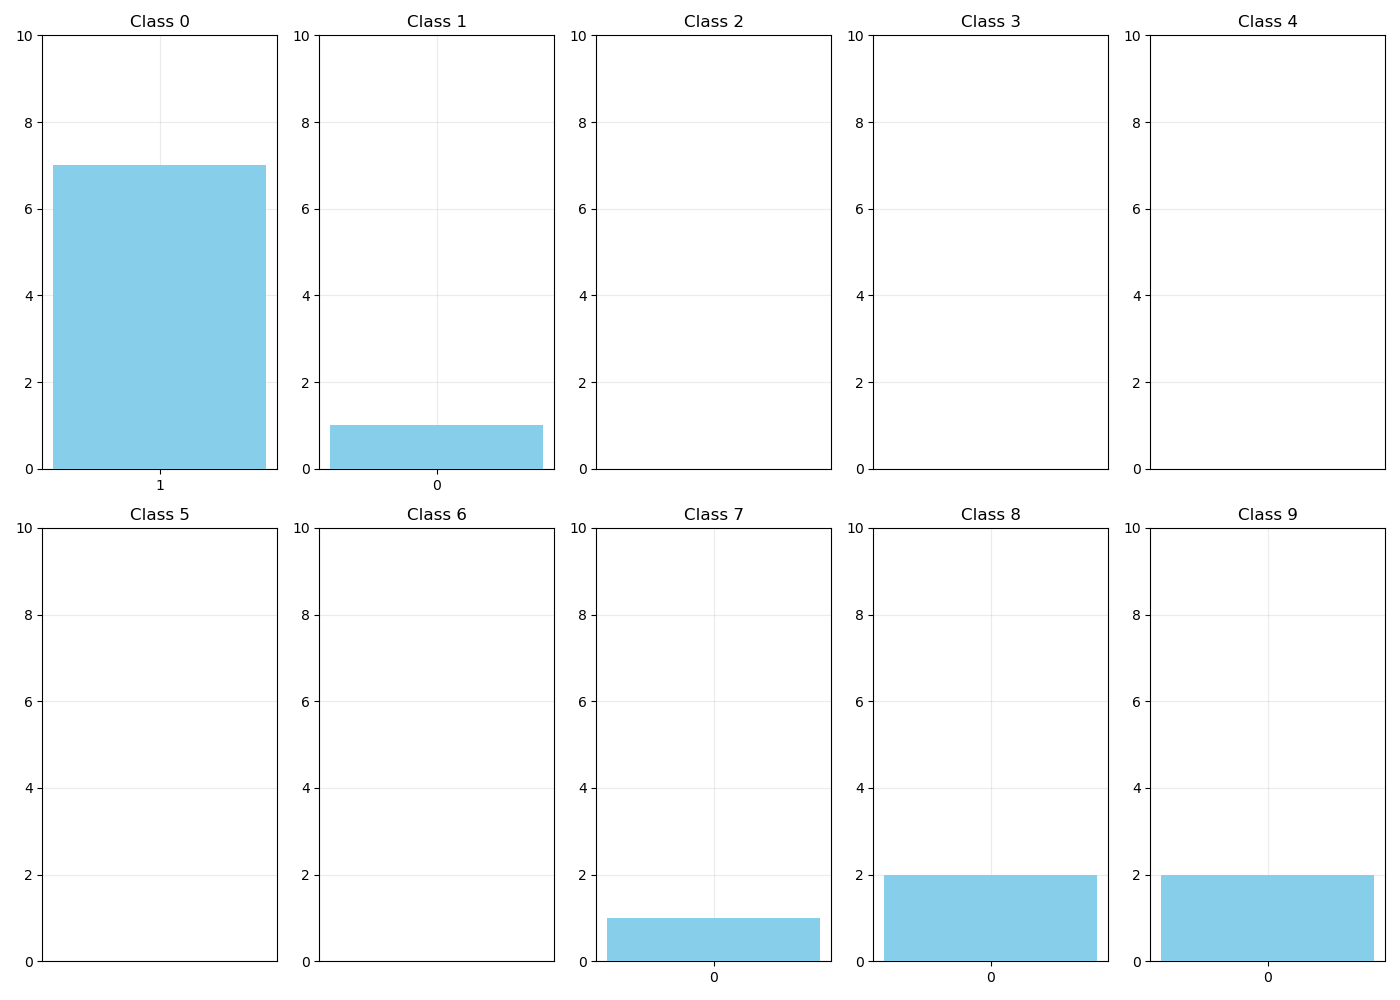 Class 0 Class 1 Class 2 Class 3 Class 4
10 10 10 10 10
8 8 8 8 8
6 6 6 6 6
4 4 4 4 4
2 2 2 2 2
0 0 0 0 0
1 0
Class 5 Class 6 Class 7 Class 8 Class 9
10 10 10 10 10
8 8 8 8 8
6 6 6 6 6
4 4 4 4 4
2 2 2 2 2
0 0 0 0 0
0 0 0